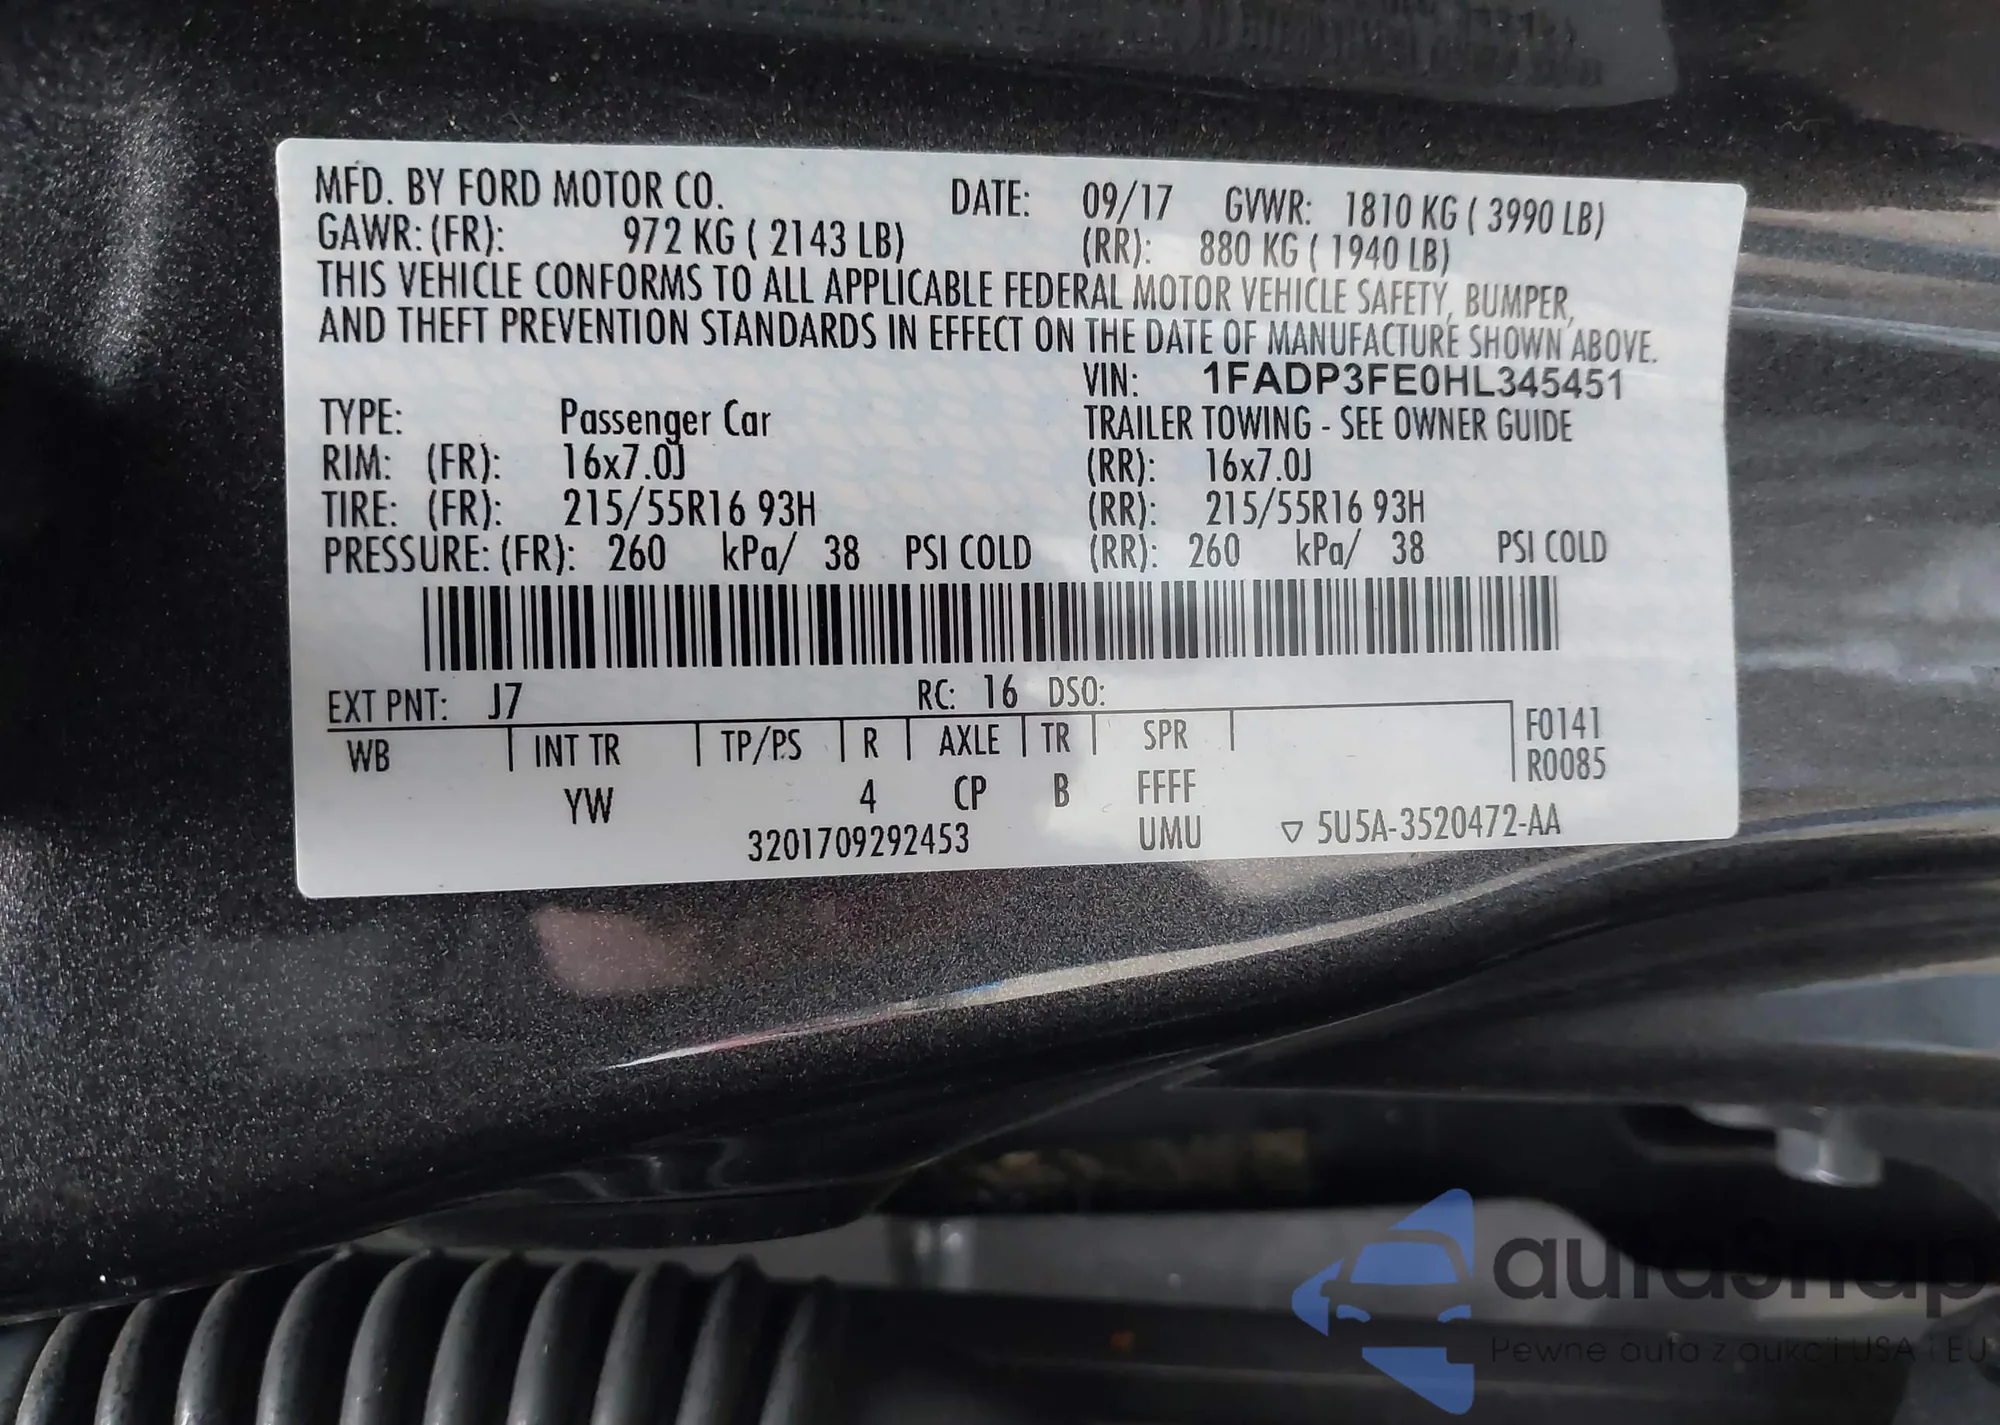 MFD. BY FORD MOTOR CO. DATE: 09/17 GVWR: 1810 KG ( 3990 LB)
GAWR: (FR): 972 KG ( 2143 LB) (RR): 880 KG ( 1940 LB)
THIS VEHICLE CONFORMS TO ALL APPLICABLE FEDERAL MOTOR VEHICLE SAFETY, BUMPER,
AND THEFT PREVENTION STANDARDS IN EFFECT ON THE DATE OF MANUFACTURE SHOWN ABOVE.
VIN: 1FADP3FE0HL345451
TYPE: Passenger Car TRAILER TOWING - SEE OWNER GUIDE
RIM: (FR): 16x7.0J (RR): 16x7.0J
TIRE: (FR): 215/55R16 93H (RR): 215/55R16 93H
PRESSURE: (FR): 260 kPa/ 38 PSI COLD (RR): 260 kPa/ 38 PSI COLD
EXT PNT: J7 RC: 16 DSO:
WB INT TR TP/PS R AXLE TR SPR F0141
R0085
YW 4 CP B FFFF
3201709292453 UMU ▽ 5U5A-3520472-AA
aurasnap
Pewne auta z aukcji USA i EU